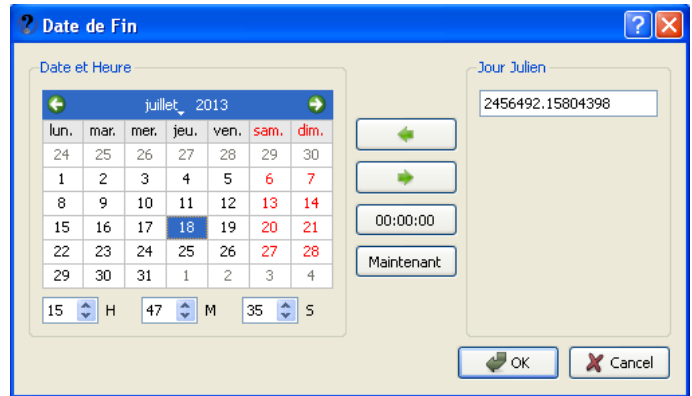 Date de Fin
Date et Heure
juillet 2013
lun. mar. mer. jeu. ven. sam. dim.
24 25 26 27 28 29 30
1 2 3 4 5 6 7
8 9 10 11 12 13 14
15 16 17 18 19 20 21
22 23 24 25 26 27 28
29 30 31 1 2 3 4
15 H 47 M 35 S
00:00:00
Maintenant
Jour Julien
2456492.15804398
OK
Cancel